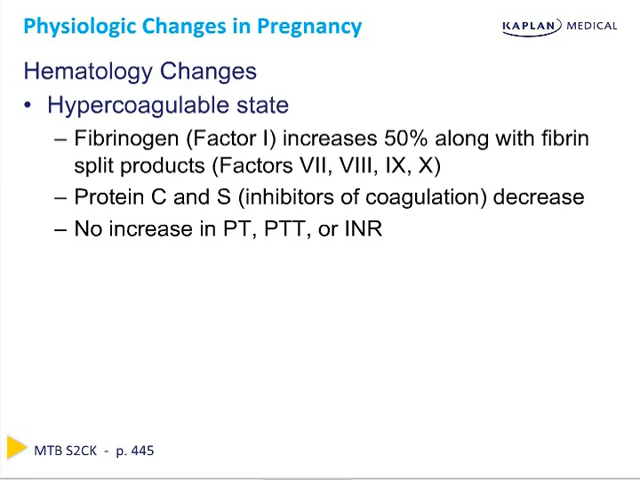 Physiologic Changes in Pregnancy
KAPLAN MEDICAL
Hematology Changes
• Hypercoagulable state
– Fibrinogen (Factor I) increases 50% along with fibrin
split products (Factors VII, VIII, IX, X)
– Protein C and S (inhibitors of coagulation) decrease
– No increase in PT, PTT, or INR
MTB S2CK - p. 445